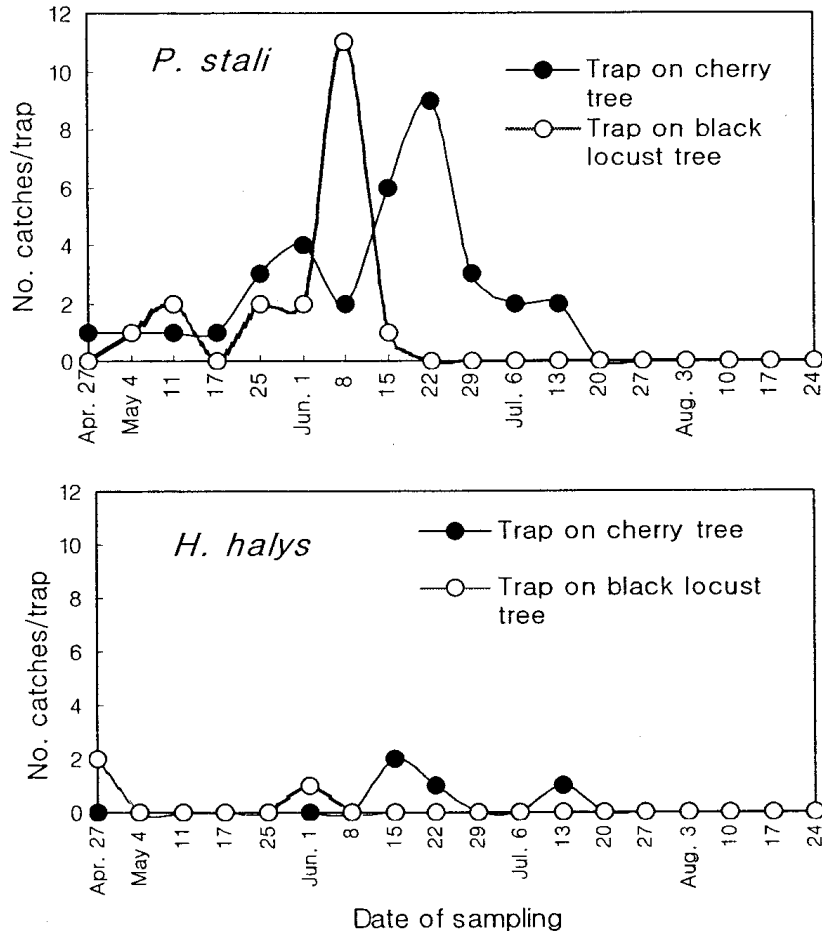 12
10
8
6
4
2
0
No. catches/trap
P. stali
Trap on cherry
tree
Trap on black
locust tree
Apr. 27
May 4
11
17
25
Jun. 1
8
15
22
29
Jul. 6
13
20
27
Aug. 3
10
17
24
12
10
8
6
4
2
0
No. catches/trap
H. halys
Trap on cherry tree
Trap on black locust
tree
Apr. 27
May 4
11
17
25
Jun. 1
8
15
22
29
Jul. 6
13
20
27
Aug. 3
10
17
24
Date of sampling